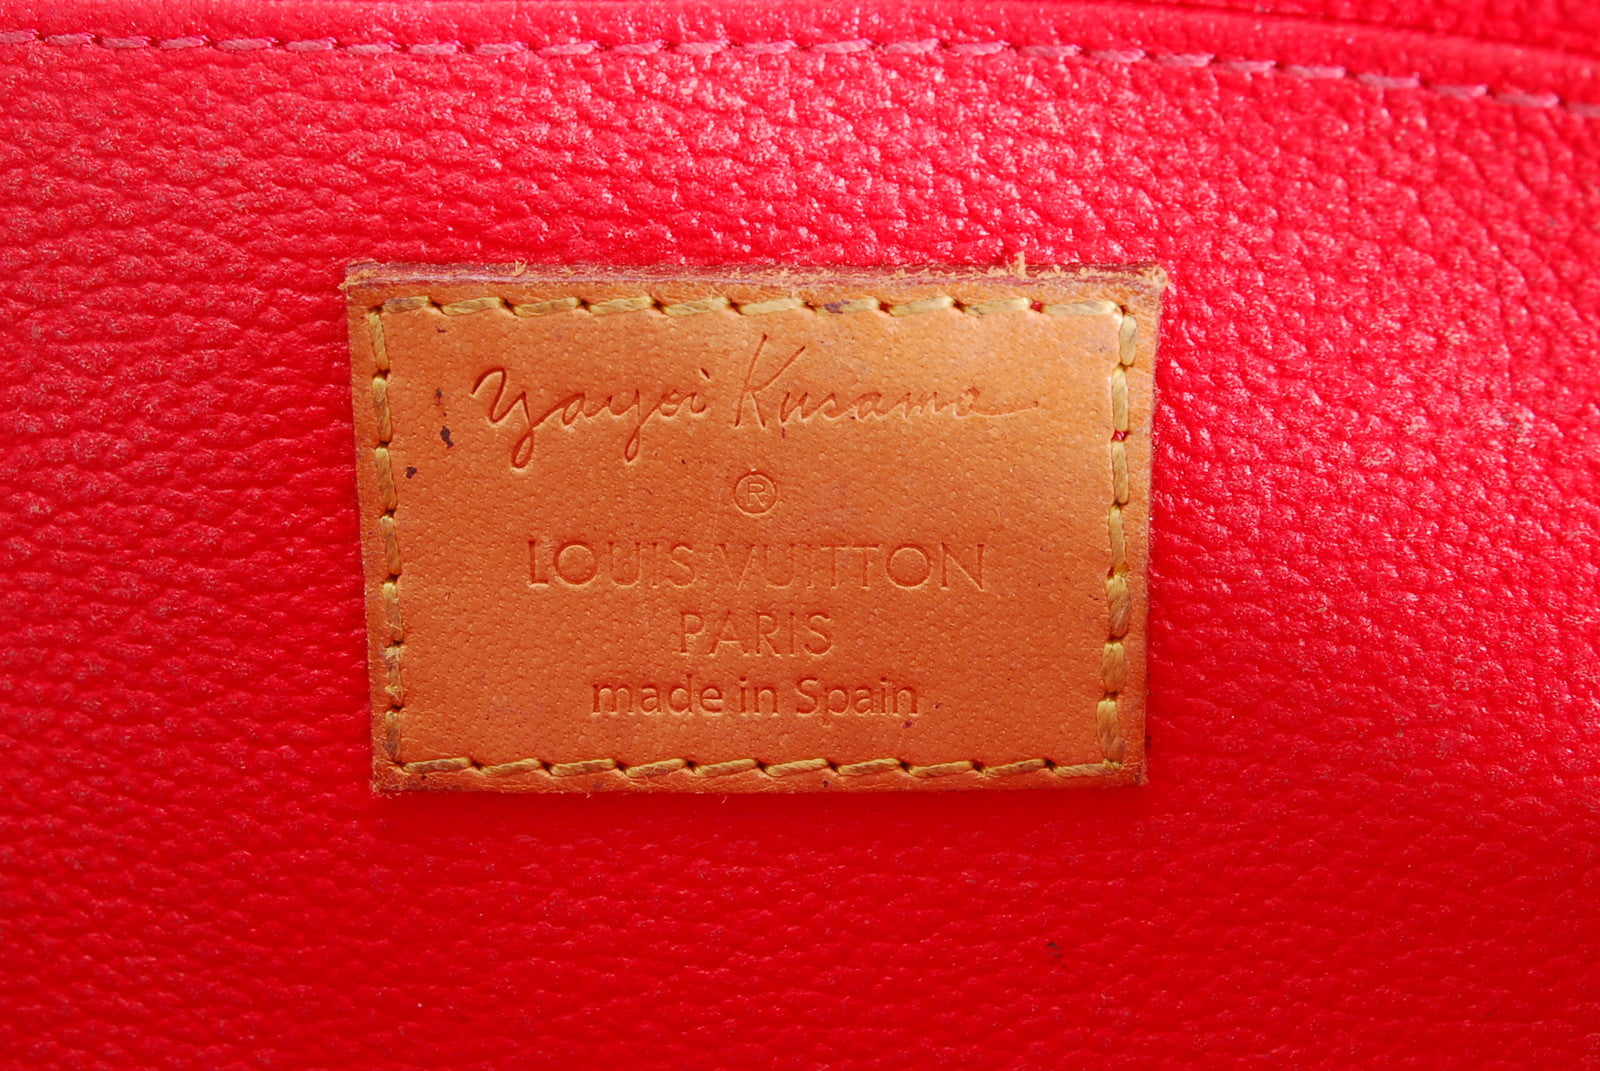 Yayoi Kusama
®
LOUIS VUITTON
PARIS
made in Spain